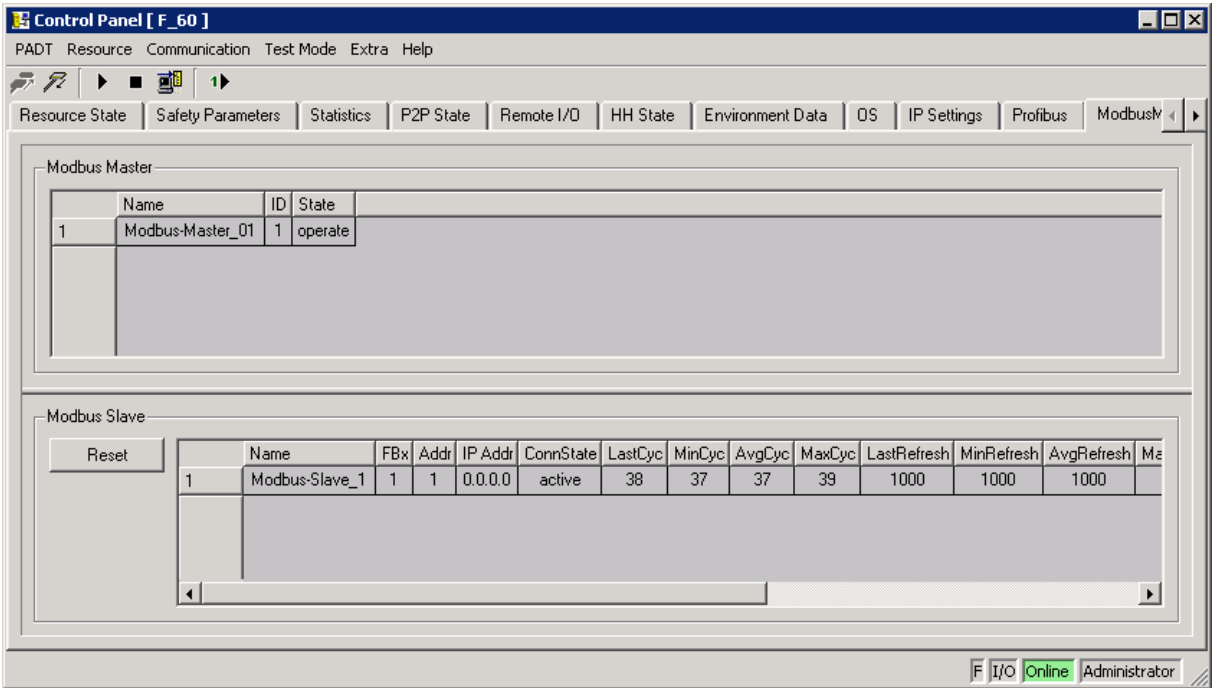 Control Panel [ F_60 ]
PADT Resource Communication Test Mode Extra Help
1
Resource State Safety Parameters Statistics P2P State Remote I/O HH State Environment Data OS IP Settings Profibus ModbusM
Modbus Master
Name ID State
1 Modbus-Master_01 1 operate
Modbus Slave
Reset
Name FBx Addr IP Addr ConnState LastCyc MinCyc AvgCyc MaxCyc LastRefresh MinRefresh AvgRefresh Ma
1 Modbus-Slave_1 1 1 0.0.0.0 active 38 37 37 39 1000 1000 1000
F I/O Online Administrator